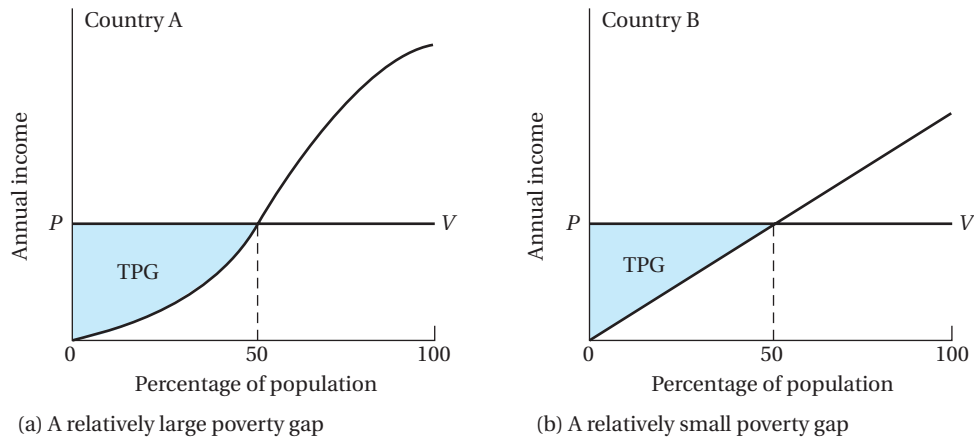 Country A
Annual income
P
V
TPG
0
50
100
Percentage of population
(a) A relatively large poverty gap
Country B
Annual income
P
V
TPG
0
50
100
Percentage of population
(b) A relatively small poverty gap